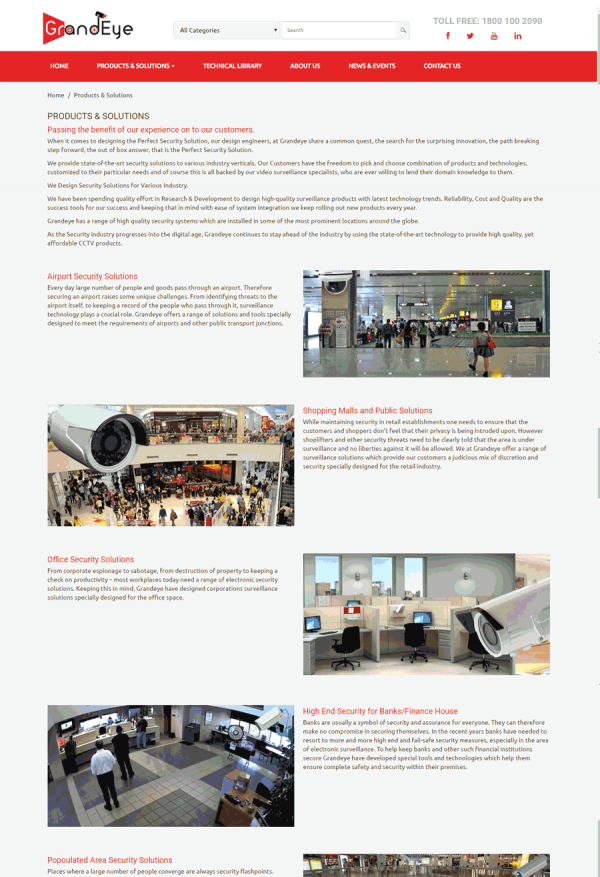 GrandEye
All Categories
Search
TOLL FREE: 1800 100 2090
HOME
PRODUCTS & SOLUTIONS
TECHNICAL LIBRARY
ABOUT US
NEWS & EVENTS
CONTACT US
Home / Products & Solutions
PRODUCTS & SOLUTIONS
Passing the benefit of our experience on to our customers.
When it comes to designing the Perfect Security Solution, our design engineers, at Grandeye share a common quest, the search for the surprising innovation, the path breaking
step forward, the out of box answer, that is the Perfect Security Solution.
We provide state-of-the-art security solutions to various industry verticals. Our Customers have the freedom to pick and choose combination of products and technologies,
customized to their particular needs and of course this is all backed by our video surveillance specialists, who are ever willing to lend their domain knowledge to them.
We Design Security Solutions for Various Industry.
We have been spending quality effort in Research & Development to design high-quality surveillance products with latest technology trends. Reliability, Cost and Quality are the
success tools for our success and keeping that in mind with ease of system integration we keep rolling out new products every year.
Grandeye has a range of high quality security systems which are installed in some of the most prominent locations around the globe.
As the Security industry progresses into the digital age, Grandeye continues to stay ahead of the industry by using the state-of-the-art technology to provide high quality, yet
affordable CCTV products.
Airport Security Solutions
Every day large number of people and goods pass through an airport. Therefore
securing an airport raises some unique challenges. From identifying threats to the
airport itself, to keeping a record of the people who pass through it, surveillance
technology plays a crucial role. Grandeye offers a range of solutions and tools specially
designed to meet the requirements of airports and other public transport junctions.
Shopping Malls and Public Solutions
While maintaining security in retail establishments one needs to ensure that the
customers and shoppers don't feel that their privacy is being intruded upon. However
shoplifters and other security threats need to be clearly told that the area is under
surveillance and no liberties against it will be allowed. We at Grandeye offer a range of
surveillance solutions which provide our customers a judicious mix of discretion and
security specially designed for the retail industry.
Office Security Solutions
From corporate espionage to sabotage, from destruction of property to keeping a
check on productivity – most workplaces today need a range of electronic security
solutions. Keeping this in mind, Grandeye have designed corporations surveillance
solutions specially designed for the office space.
High End Security for Banks/Finance House
Banks are usually a symbol of security and assurance for everyone. They can therefore
make no compromise in securing themselves. In the recent years banks have needed to
resort to more and more high end and fail-safe security measures, especially in the area
of electronic surveillance. To help keep banks and other such financial institutions
secure Grandeye have developed special tools and technologies which help them
ensure complete safety and security within their premises.
Popoulated Area Security Solutions
Places where a large number of people converge are always security flashpoints.